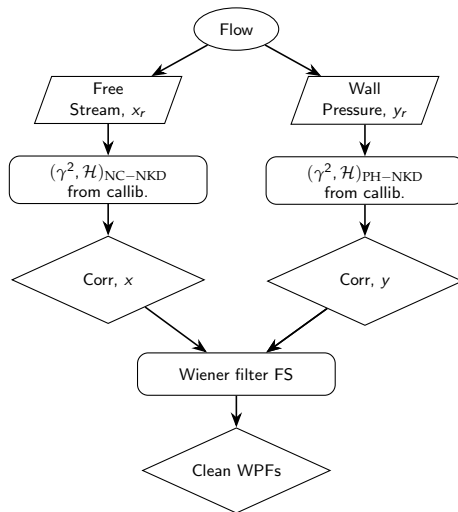 Flow
Free
Stream, x_r
Wall
Pressure, y_r
(γ², ℋ)_NC−NKD
from callib.
(γ², ℋ)_PH−NKD
from callib.
Corr, x
Corr, y
Wiener filter FS
Clean WPFs